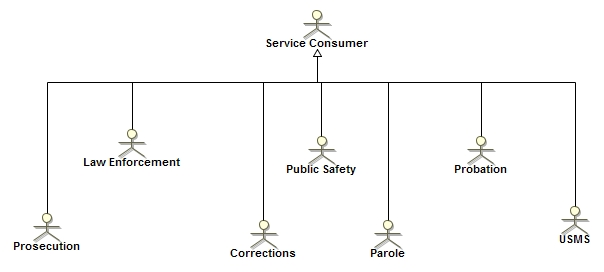 Service Consumer
Law Enforcement
Public Safety
Probation
Prosecution
Corrections
Parole
USMS